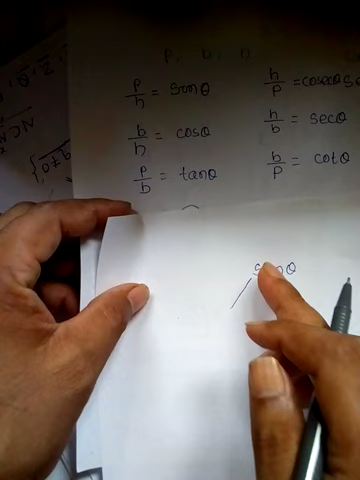 P, b, h
P/h = sinθ h/P = cosecθ
b/h = cosθ h/b = secθ
P/b = tanθ b/P = cotθ
sinθ